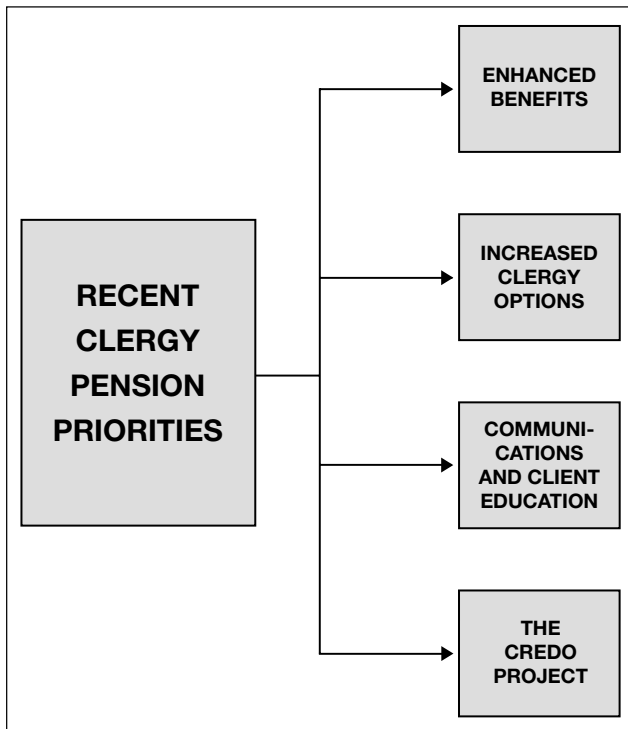 RECENT
CLERGY
PENSION
PRIORITIES
ENHANCED
BENEFITS
INCREASED
CLERGY
OPTIONS
COMMUNI-
CATIONS
AND CLIENT
EDUCATION
THE
CREDO
PROJECT